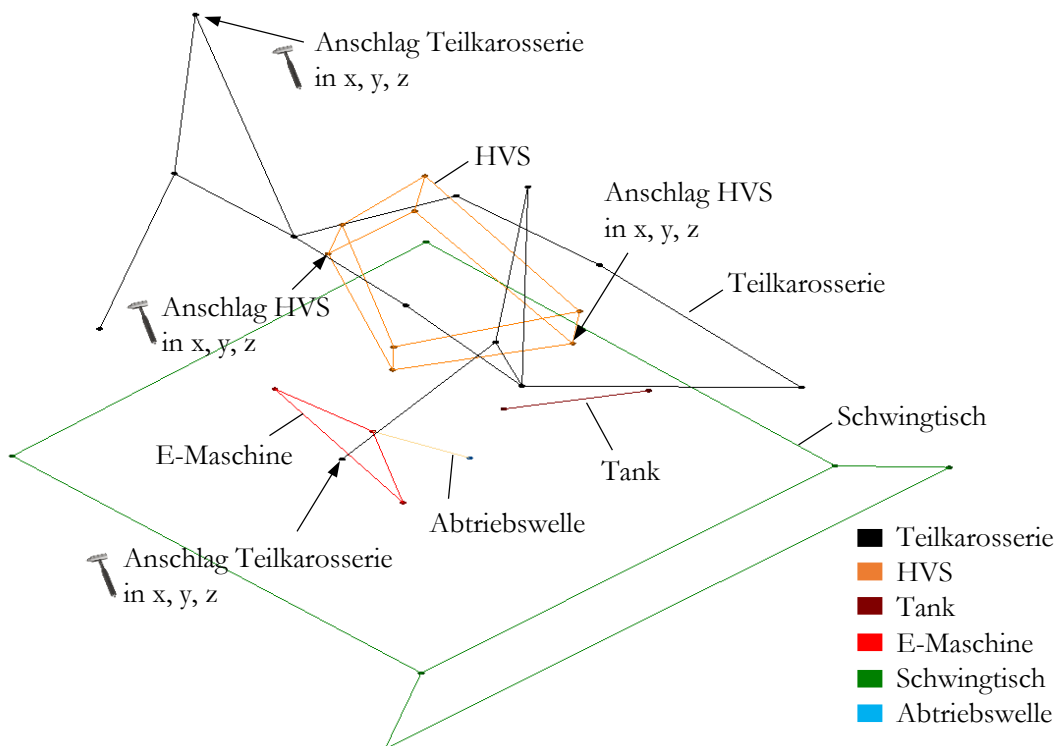 Anschlag Teilkarosserie
in x, y, z
HVS
Anschlag HVS
in x, y, z
Teilkarosserie
Anschlag HVS
in x, y, z
Schwingtisch
E-Maschine
Tank
Abtriebswelle
Anschlag Teilkarosserie
in x, y, z
Teilkarosserie
HVS
Tank
E-Maschine
Schwingtisch
Abtriebswelle